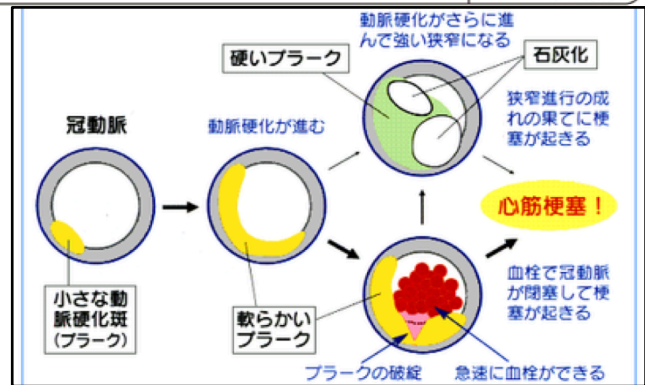 動脈硬化がさらに進
んで強い狭窄になる
硬いプラーク
石灰化
冠動脈
動脈硬化が進む
狭窄進行の成
れの果てに梗
塞が起きる
心筋梗塞！
小さな動
脈硬化斑
(プラーク)
軟らかい
プラーク
血栓で冠動脈
が閉塞して梗
塞が起きる
プラークの破綻
急速に血栓ができる